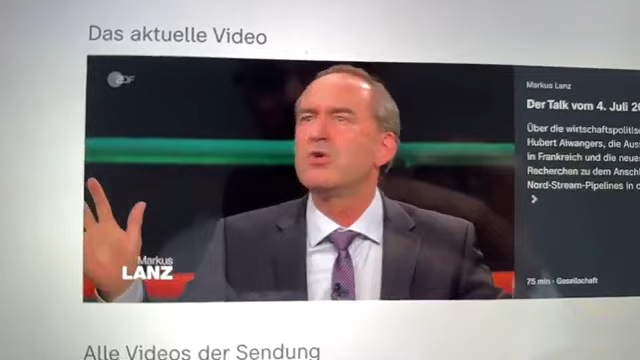 Das aktuelle Video
ZDF
Markus Lanz
Der Talk vom 4. Juli
Über die wirtschaftspolitisc
Hubert Aiwangers, die Aus
in Frankreich und die neues
Recherchen zu dem Ansch
Nord-Stream-Pipelines in
Markus
LANZ
75 min · Gesellschaft
Alle Videos der Sendung